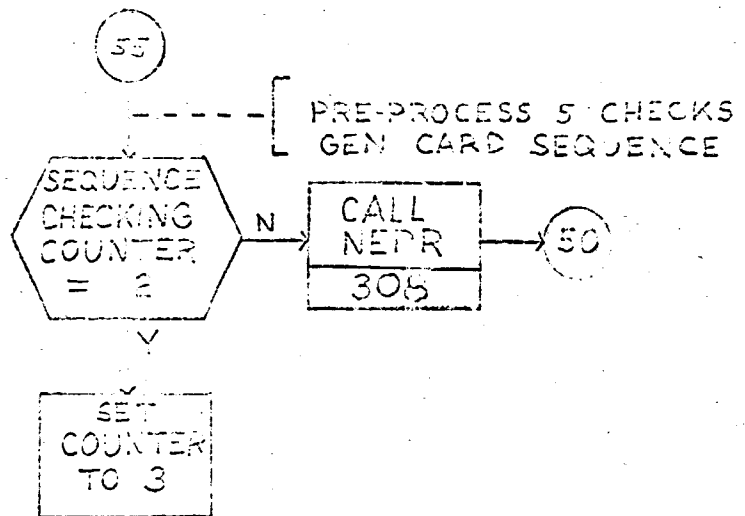 55
PRE-PROCESS 5 CHECKS
GEN CARD SEQUENCE
SEQUENCE
CHECKING
COUNTER
= 2
N
CALL
NEPR
308
50
Y
SET
COUNTER
TO 3